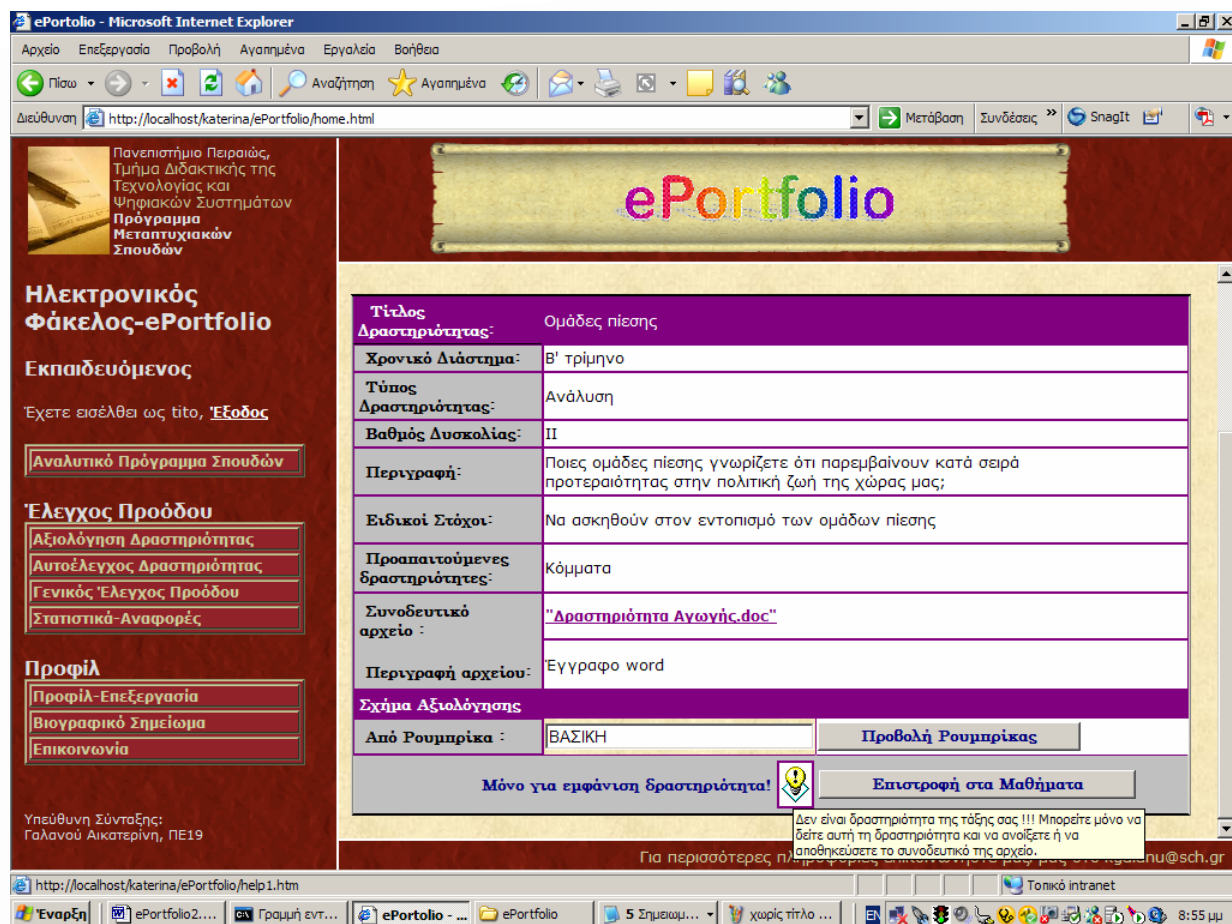 ePortolio - Microsoft Internet Explorer
Αρχείο Επεξεργασία Προβολή Αγαπημένα Εργαλεία Βοήθεια
Πίσω Αναζήτηση Αγαπημένα
Διεύθυνση http://localhost/katerina/ePortfolio/home.html Μετάβαση Συνδέσεις » SnagIt
Πανεπιστήμιο Πειραιώς,
Τμήμα Διδακτικής της
Τεχνολογίας και
Ψηφιακών Συστημάτων
Πρόγραμμα
Μεταπτυχιακών
Σπουδών
ePortfolio
Ηλεκτρονικός
Φάκελος-ePortfolio
Εκπαιδευόμενος
Έχετε εισέλθει ως tito, Έξοδος
Αναλυτικό Πρόγραμμα Σπουδών
Έλεγχος Προόδου
Αξιολόγηση Δραστηριότητας
Αυτοέλεγχος Δραστηριότητας
Γενικός Έλεγχος Προόδου
Στατιστικά-Αναφορές
Προφίλ
Προφίλ-Επεξεργασία
Βιογραφικό Σημείωμα
Επικοινωνία
Υπεύθυνη Σύνταξης:
Γαλανού Αικατερίνη, ΠΕ19
Τίτλος
Δραστηριότητας:
Ομάδες πίεσης
Χρονικό Διάστημα:
Β' τρίμηνο
Τύπος
Δραστηριότητας:
Ανάλυση
Βαθμός Δυσκολίας:
II
Περιγραφή:
Ποιες ομάδες πίεσης γνωρίζετε ότι παρεμβαίνουν κατά σειρά
προτεραιότητας στην πολιτική ζωή της χώρας μας;
Ειδικοί Στόχοι:
Να ασκηθούν στον εντοπισμό των ομάδων πίεσης
Προαπαιτούμενες
δραστηριότητες:
Κόμματα
Συνοδευτικό
αρχείο :
"Δραστηριότητα Αγωγής.doc"
Περιγραφή αρχείου:
Έγγραφο word
Σχήμα Αξιολόγησης
Από Ρουμπρίκα : ΒΑΣΙΚΗ Προβολή Ρουμπρίκας
Μόνο για εμφάνιση δραστηριότητα! Επιστροφή στα Μαθήματα
Δεν είναι δραστηριότητα της τάξης σας !!! Μπορείτε μόνο να
δείτε αυτή τη δραστηριότητα και να ανοίξετε ή να
αποθηκεύσετε το συνοδευτικό της αρχείο.
Για περισσότερες
http://localhost/katerina/ePortfolio/help1.htm Τοπικό intranet
Έναρξη ePortfolio2.... Γραμμή εντ... ePortolio - ... ePortfolio 5 Σημειωμ... χωρίς τίτλο ... EN 8:55 μμ